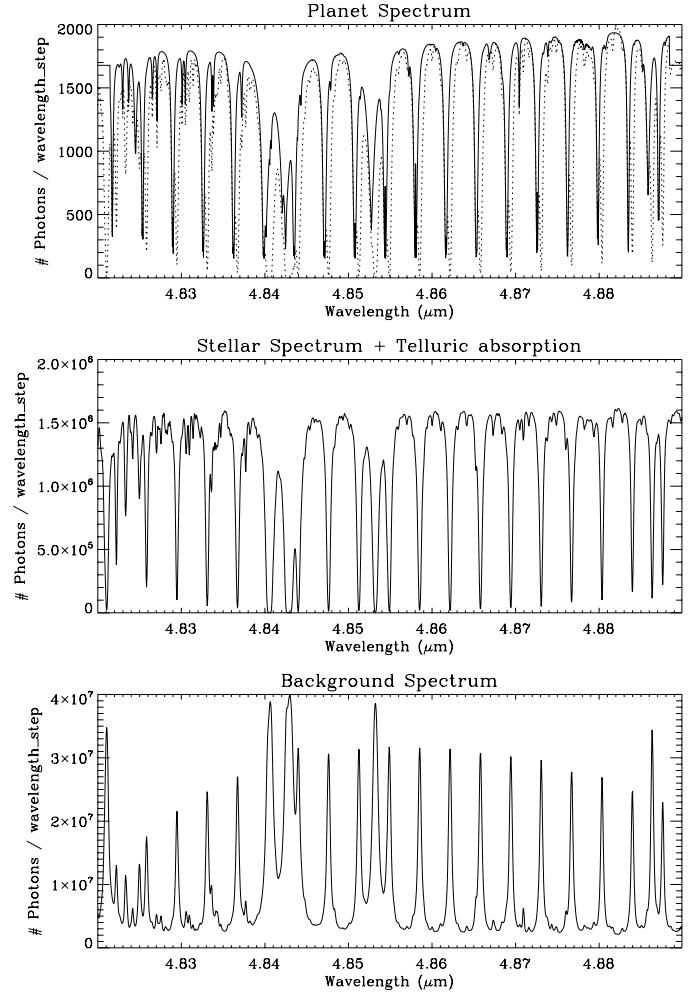 Planet Spectrum
# Photons / wavelength_step
2000
1500
1000
500
0
4.83 4.84 4.85 4.86 4.87 4.88
Wavelength (μm)
Stellar Spectrum + Telluric absorption
# Photons / wavelength_step
2.0×10⁶
1.5×10⁶
1.0×10⁶
5.0×10⁵
0
4.83 4.84 4.85 4.86 4.87 4.88
Wavelength (μm)
Background Spectrum
# Photons / wavelength_step
4×10⁷
3×10⁷
2×10⁷
1×10⁷
0
4.83 4.84 4.85 4.86 4.87 4.88
Wavelength (μm)